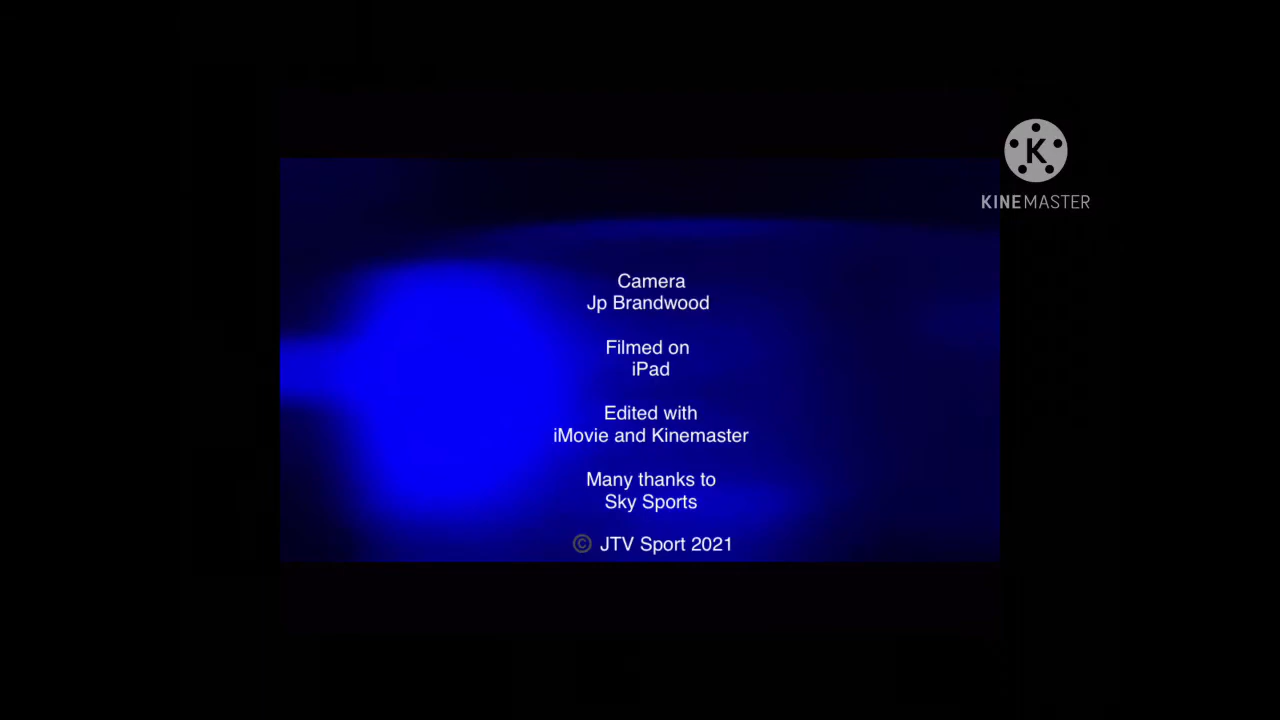 K
KINEMASTER
Camera
Jp Brandwood
Filmed on
iPad
Edited with
iMovie and Kinemaster
Many thanks to
Sky Sports
© JTV Sport 2021